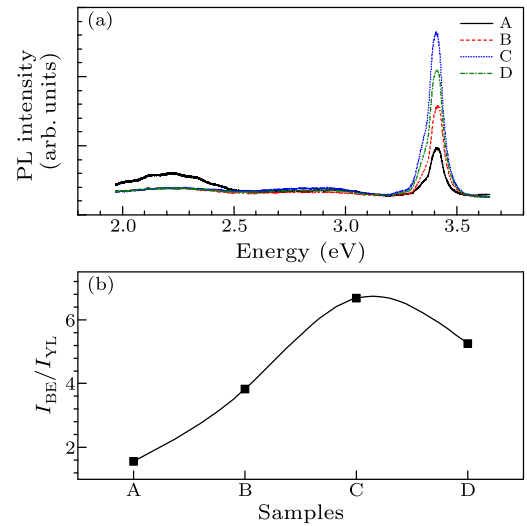 (a)
A
B
C
D
PL intensity
(arb. units)
2.0 2.5 3.0 3.5
Energy (eV)
(b)
6
4
2
I_BE/I_YL
A B C D
Samples